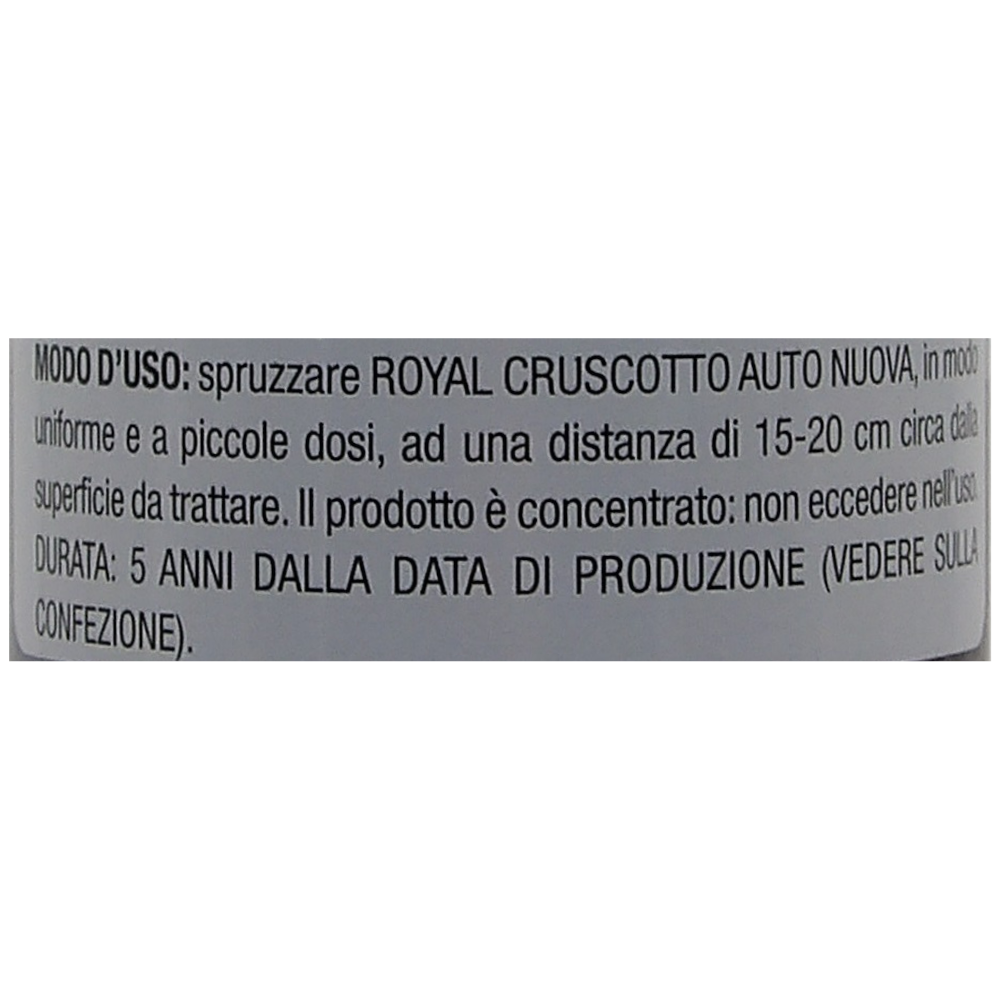 MODO D'USO: spruzzare ROYAL CRUSCOTTO AUTO NUOVA, in modo
uniforme e a piccole dosi, ad una distanza di 15-20 cm circa dalla
superficie da trattare. Il prodotto è concentrato: non eccedere nell'uso.
DURATA: 5 ANNI DALLA DATA DI PRODUZIONE (VEDERE SULLA
CONFEZIONE).